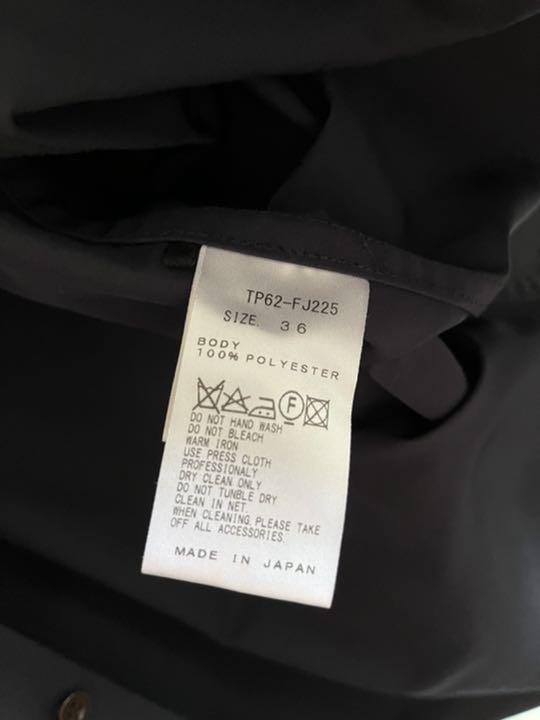 TP62-FJ225
SIZE. 36
BODY
100% POLYESTER
F
DO NOT HAND WASH
DO NOT BLEACH
WARM IRON
USE PRESS CLOTH
PROFESSIONALY
DRY CLEAN ONLY
DO NOT TUNBLE DRY
CLEAN IN NET.
WHEN CLEANING PLEASE TAKE
OFF ALL ACCESSORIES.
MADE IN JAPAN